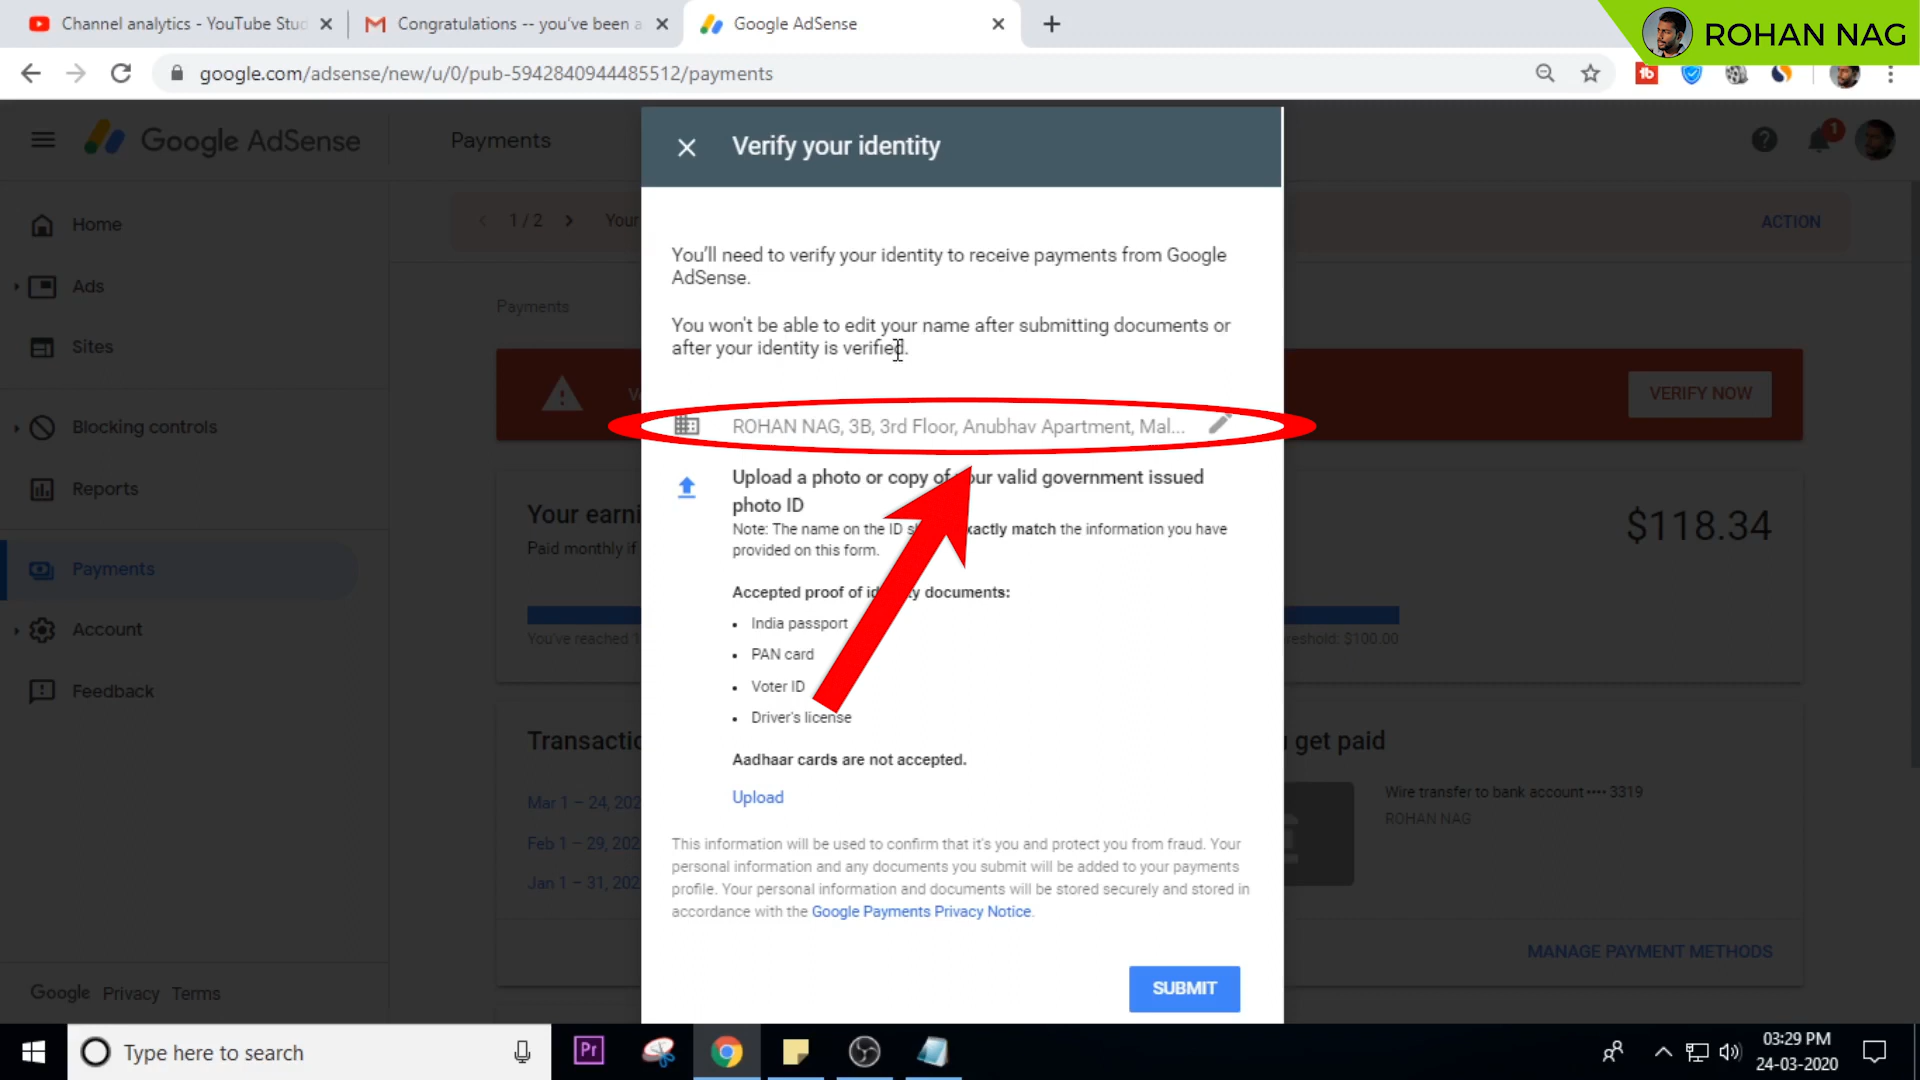 Channel analytics - YouTube Stud
Congratulations -- you've been a
Google AdSense
ROHAN NAG
google.com/adsense/new/u/0/pub-5942840944485512/payments
Google AdSense
Payments
Verify your identity
1
Home
Ads
Sites
Blocking controls
Reports
Payments
Account
Feedback
Google Privacy Terms
1 / 2
Your
ACTION
Payments
VERIFY NOW
Your earni
Paid monthly if
$118.34
You've reached 1
reshold: $100.00
Transactio
Mar 1 – 24, 202
Feb 1 – 29, 202
Jan 1 – 31, 202
get paid
Wire transfer to bank account •••• 3319
ROHAN NAG
MANAGE PAYMENT METHODS
You'll need to verify your identity to receive payments from Google
AdSense.
You won't be able to edit your name after submitting documents or
after your identity is verified.
ROHAN NAG, 3B, 3rd Floor, Anubhav Apartment, Mal...
Upload a photo or copy of your valid government issued
photo ID
Note: The name on the ID exactly match the information you have
provided on this form.
Accepted proof of identity documents:
• India passport
• PAN card
• Voter ID
• Driver's license
Aadhaar cards are not accepted.
Upload
This information will be used to confirm that it's you and protect you from fraud. Your
personal information and any documents you submit will be added to your payments
profile. Your personal information and documents will be stored securely and stored in
accordance with the Google Payments Privacy Notice.
SUBMIT
Type here to search
Pr
03:29 PM
24-03-2020